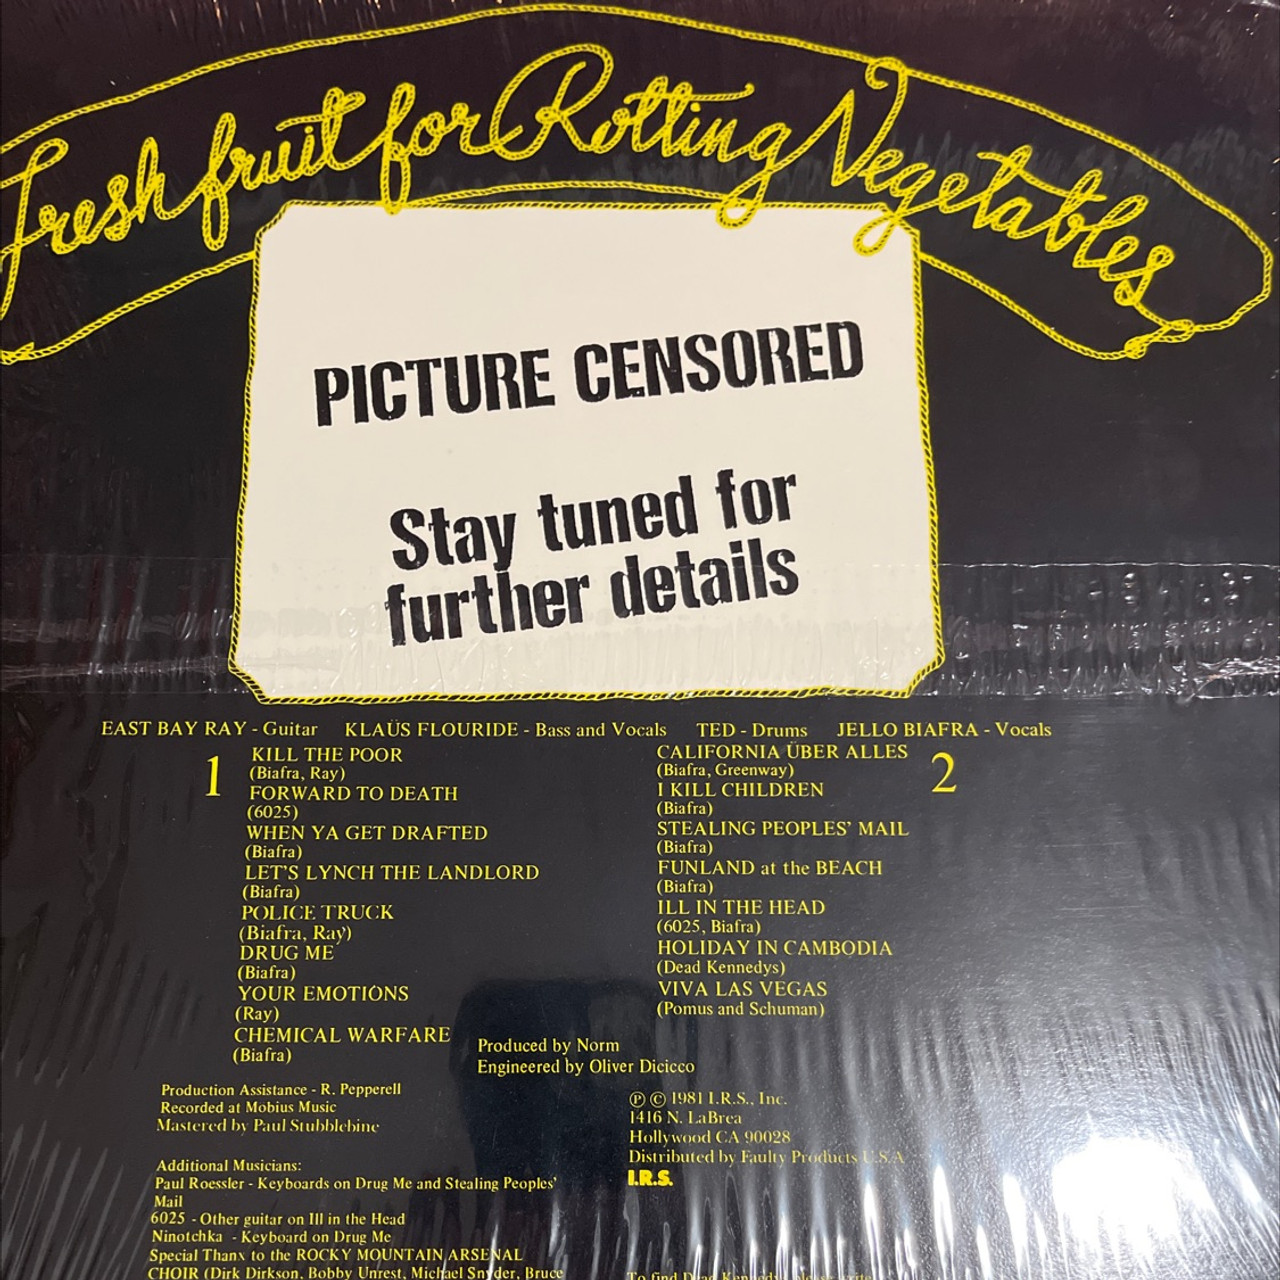 Fresh fruit for Rotting Vegetables
PICTURE CENSORED
Stay tuned for
further details
EAST BAY RAY - Guitar KLAÜS FLOURIDE - Bass and Vocals TED - Drums JELLO BIAFRA - Vocals
1
KILL THE POOR
(Biafra, Ray)
FORWARD TO DEATH
(6025)
WHEN YA GET DRAFTED
(Biafra)
LET'S LYNCH THE LANDLORD
(Biafra)
POLICE TRUCK
(Biafra, Ray)
DRUG ME
(Biafra)
YOUR EMOTIONS
(Ray)
CHEMICAL WARFARE
(Biafra)
2
CALIFORNIA ÜBER ALLES
(Biafra, Greenway)
I KILL CHILDREN
(Biafra)
STEALING PEOPLES' MAIL
(Biafra)
FUNLAND at the BEACH
(Biafra)
ILL IN THE HEAD
(6025, Biafra)
HOLIDAY IN CAMBODIA
(Dead Kennedys)
VIVA LAS VEGAS
(Pomus and Schuman)
Produced by Norm
Engineered by Oliver Dicicco
Production Assistance - R. Pepperell
Recorded at Mobius Music
Mastered by Paul Stubblebine
Additional Musicians:
Paul Roessler - Keyboards on Drug Me and Stealing Peoples'
Mail
6025 - Other guitar on Ill in the Head
Ninotchka - Keyboard on Drug Me
Special Thanx to the ROCKY MOUNTAIN ARSENAL
CHOIR (Dirk Dirkson, Bobby Unrest, Michael Snyder, Bruce
℗ © 1981 I.R.S., Inc.
1416 N. LaBrea
Hollywood CA 90028
Distributed by Faulty Products U.S.A
I.R.S.
To find Dead Kennedys please write